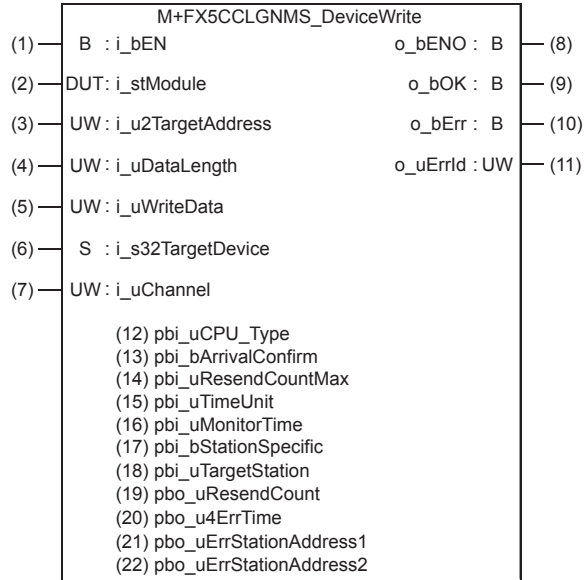 M+FX5CCLGNMS_DeviceWrite
(1) B : i_bEN o_bENO : B (8)
(2) DUT: i_stModule o_bOK : B (9)
(3) UW : i_u2TargetAddress o_bErr : B (10)
(4) UW : i_uDataLength o_uErrId : UW (11)
(5) UW : i_uWriteData
(6) S : i_s32TargetDevice
(7) UW : i_uChannel
(12) pbi_uCPU_Type
(13) pbi_bArrivalConfirm
(14) pbi_uResendCountMax
(15) pbi_uTimeUnit
(16) pbi_uMonitorTime
(17) pbi_bStationSpecific
(18) pbi_uTargetStation
(19) pbo_uResendCount
(20) pbo_u4ErrTime
(21) pbo_uErrStationAddress1
(22) pbo_uErrStationAddress2